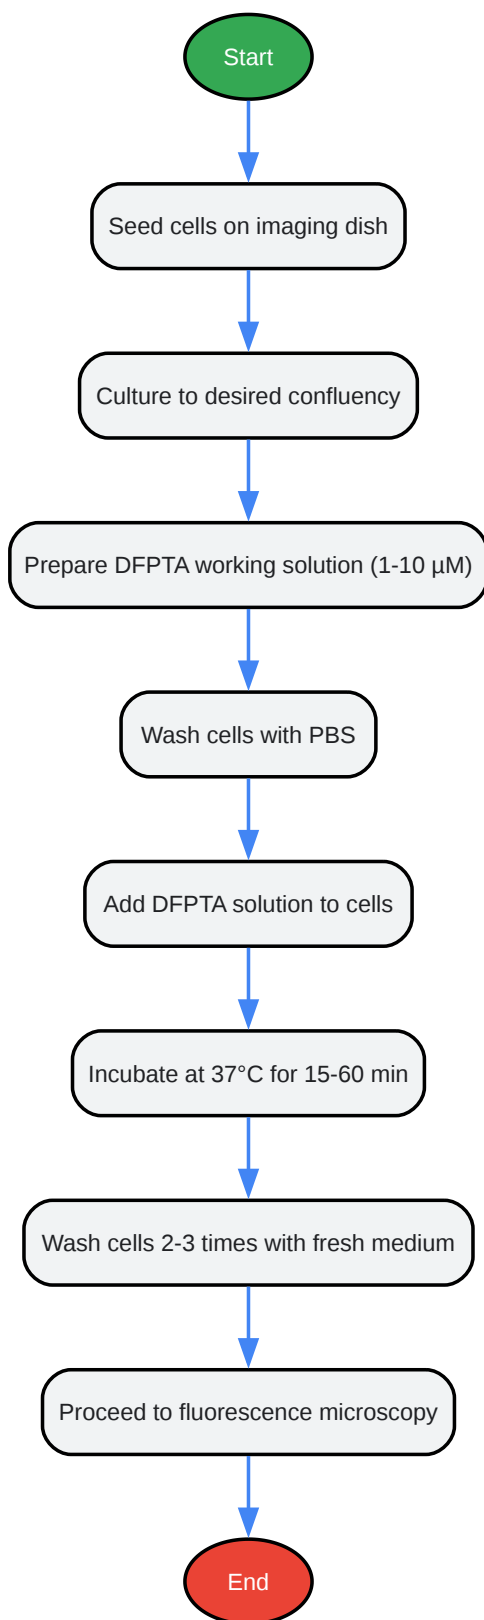 Start
Seed cells on imaging dish
Culture to desired confluency
Prepare DFPTA working solution (1-10 µM)
Wash cells with PBS
Add DFPTA solution to cells
Incubate at 37°C for 15-60 min
Wash cells 2-3 times with fresh medium
Proceed to fluorescence microscopy
End